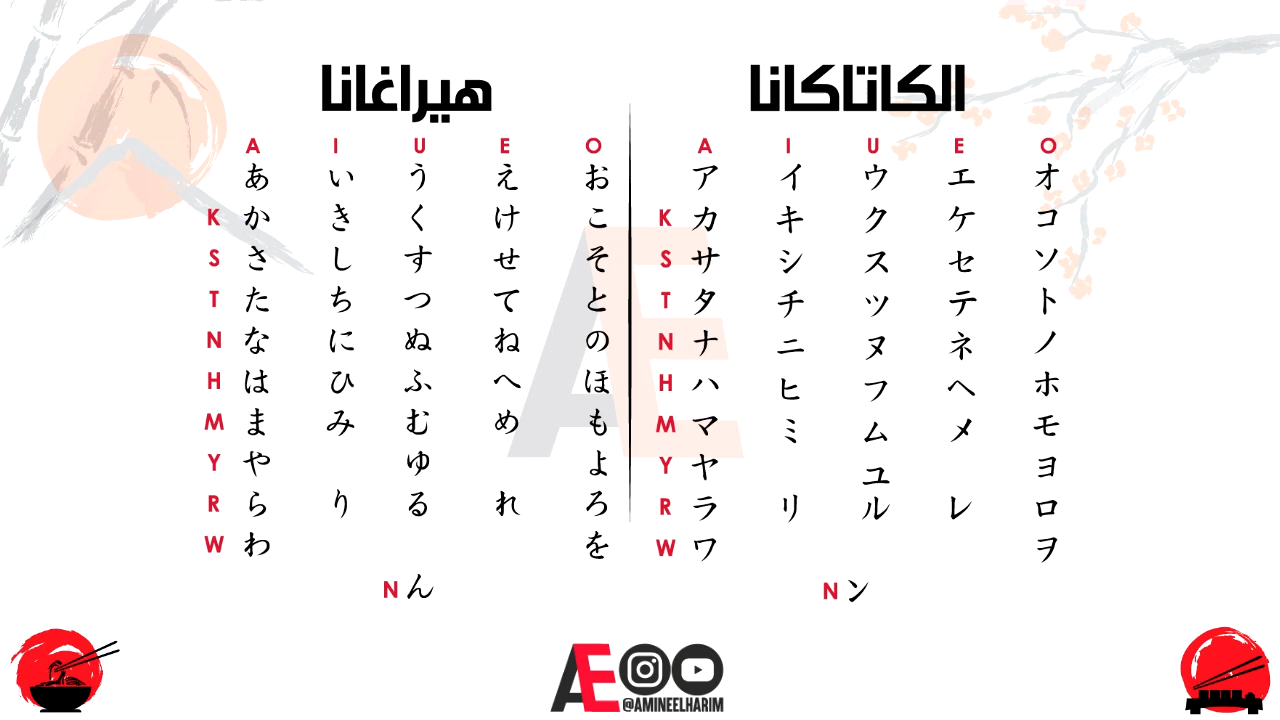 هيراغانا
A I U E O
あ い う え お
K か き く け こ
S さ し す せ そ
T た ち つ て と
N な に ぬ ね の
H は ひ ふ へ ほ
M ま み む め も
Y や ゆ よ
R ら り る れ ろ
W わ を
N ん
الكاتاكانا
A I U E O
ア イ ウ エ オ
K カ キ ク ケ コ
S サ シ ス セ ソ
T タ チ ツ テ ト
N ナ ニ ヌ ネ ノ
H ハ ヒ フ ヘ ホ
M マ ミ ム メ モ
Y ヤ ユ ヨ
R ラ リ ル レ ロ
W ワ ヲ
N ン
AE
AE
@AMINEELHARIM